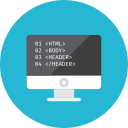 01 <HTML>
02 <BODY>
03 <HEADER>
04 </HEADER>